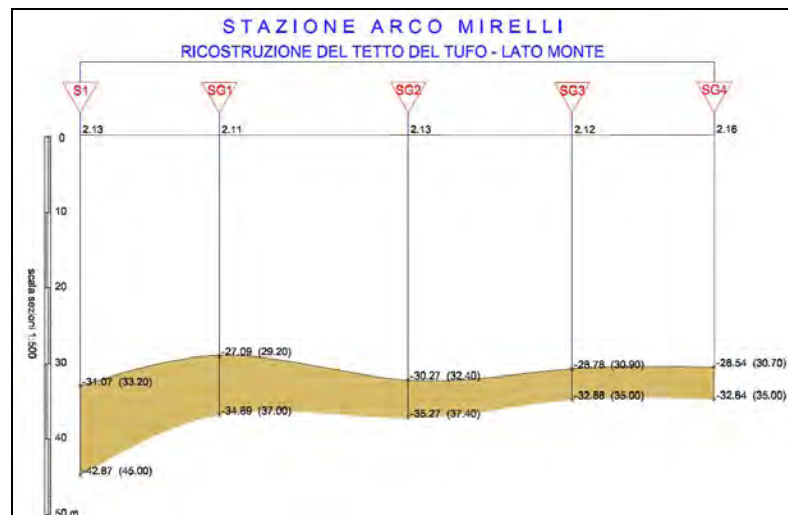 STAZIONE ARCO MIRELLI
RICOSTRUZIONE DEL TETTO DEL TUFO - LATO MONTE
S1 SG1 SG2 SG3 SG4
2.13 2.11 2.13 2.12 2.16
0
10
20
scala sezioni 1:500
30
-27.09 (29.20)
-31.07 (33.20) -30.27 (32.40) -28.78 (30.90) -28.54 (30.70)
-34.89 (37.00) -35.27 (37.40) -32.88 (35.00) -32.84 (35.00)
40
-42.87 (45.00)
50 m